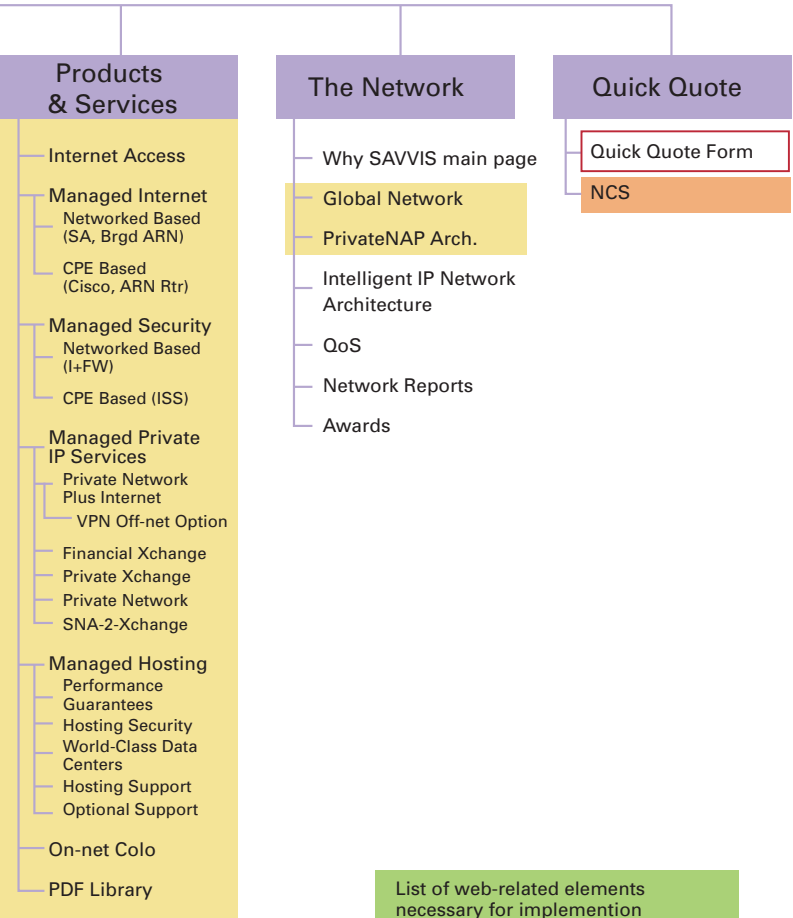 Products
& Services
Internet Access
Managed Internet
Networked Based
(SA, Brgd ARN)
CPE Based
(Cisco, ARN Rtr)
Managed Security
Networked Based
(I+FW)
CPE Based (ISS)
Managed Private
IP Services
Private Network
Plus Internet
VPN Off-net Option
Financial Xchange
Private Xchange
Private Network
SNA-2-Xchange
Managed Hosting
Performance
Guarantees
Hosting Security
World-Class Data
Centers
Hosting Support
Optional Support
On-net Colo
PDF Library
The Network
Why SAVVIS main page
Global Network
PrivateNAP Arch.
Intelligent IP Network
Architecture
QoS
Network Reports
Awards
Quick Quote
Quick Quote Form
NCS
List of web-related elements
necessary for implemention